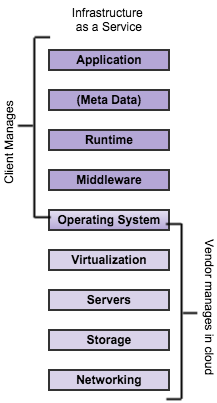 Infrastructure
as a Service
Client Manages
Application
(Meta Data)
Runtime
Middleware
Operating System
Virtualization
Servers
Storage
Networking
Vendor manages in cloud